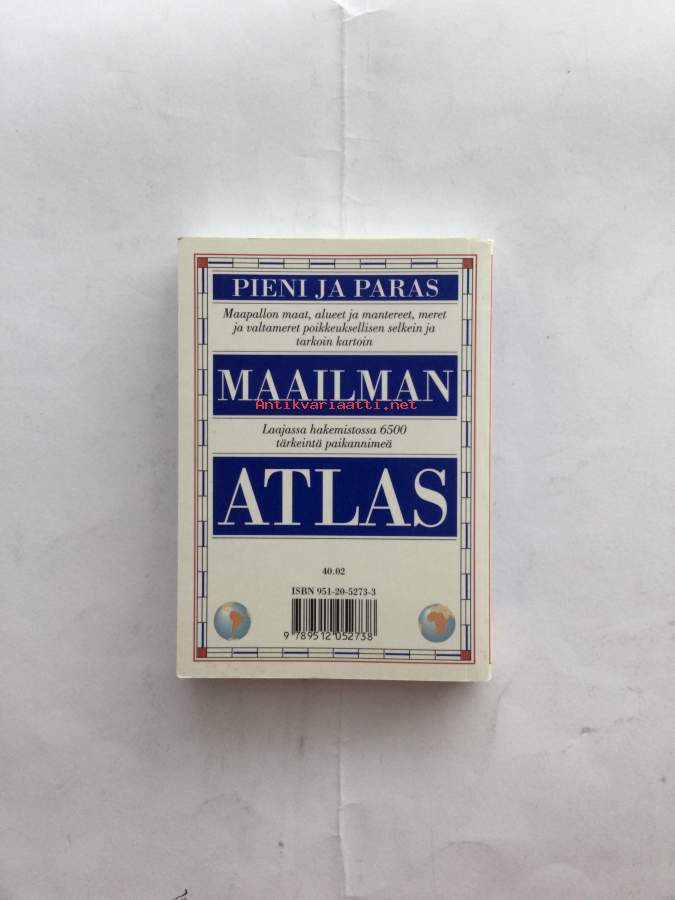 PIENI JA PARAS
Maapallon maat, alueet ja mantereet, meret
ja valtameret poikkeuksellisen selkein ja
tarkoin kartoin
MAAILMAN
Antikvariaatti.net
Laajassa hakemistossa 6500
tärkeintä paikannimeä
ATLAS
40.02
ISBN 951-20-5273-3
9 789512 052738